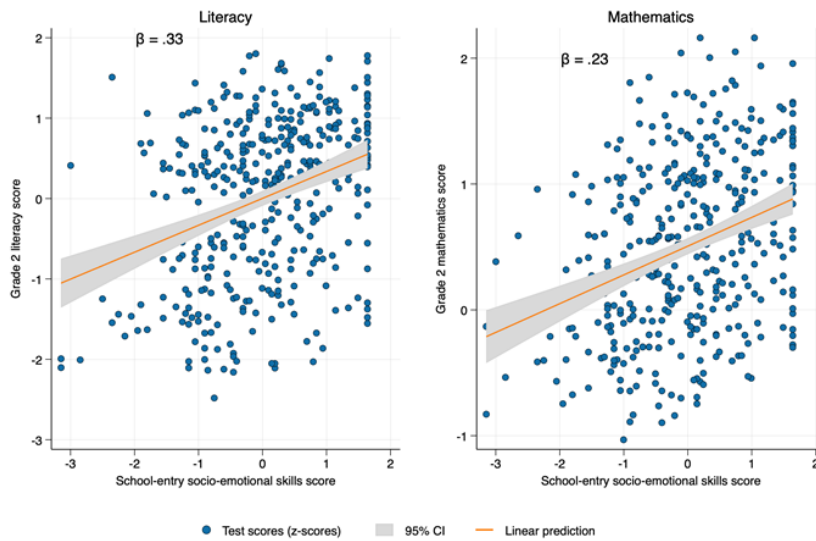 Literacy
β = .33
2
1
0
-1
-2
-3
Grade 2 literacy score
-3 -2 -1 0 1 2
School-entry socio-emotional skills score
Mathematics
β = .23
2
1
0
-1
Grade 2 mathematics score
-3 -2 -1 0 1 2
School-entry socio-emotional skills score
Test scores (z-scores) 95% CI Linear prediction